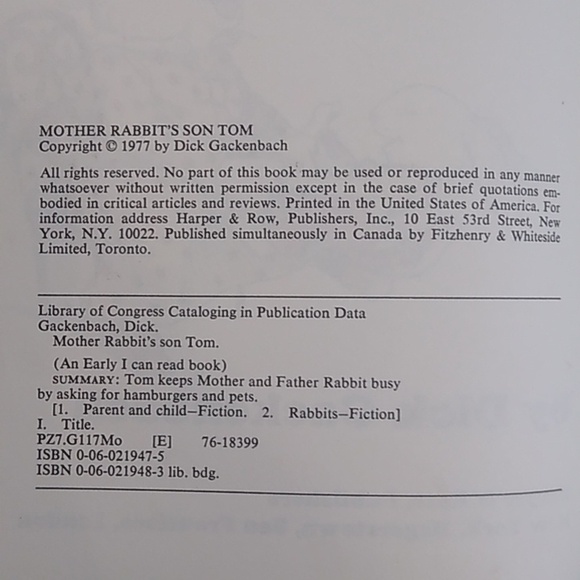 MOTHER RABBIT'S SON TOM
Copyright © 1977 by Dick Gackenbach
All rights reserved. No part of this book may be used or reproduced in any manner
whatsoever without written permission except in the case of brief quotations em-
bodied in critical articles and reviews. Printed in the United States of America. For
information address Harper & Row, Publishers, Inc., 10 East 53rd Street, New
York, N.Y. 10022. Published simultaneously in Canada by Fitzhenry & Whiteside
Limited, Toronto.
Library of Congress Cataloging in Publication Data
Gackenbach, Dick.
Mother Rabbit's son Tom.
(An Early I can read book)
SUMMARY: Tom keeps Mother and Father Rabbit busy
by asking for hamburgers and pets.
[1. Parent and child—Fiction. 2. Rabbits—Fiction]
I. Title.
PZ7.G117Mo [E] 76-18399
ISBN 0-06-021947-5
ISBN 0-06-021948-3 lib. bdg.